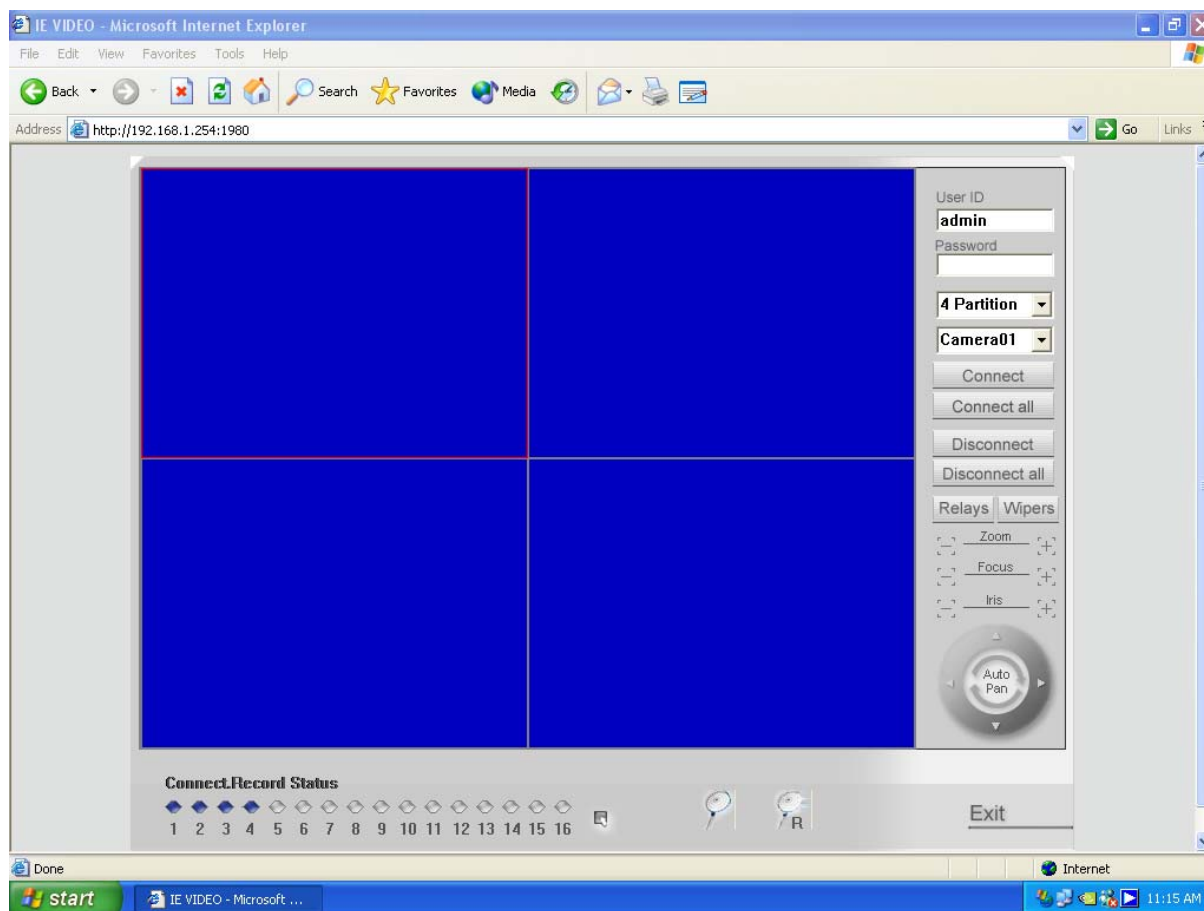 IE VIDEO - Microsoft Internet Explorer
File Edit View Favorites Tools Help
Back Search Favorites Media
Address http://192.168.1.254:1980 Go Links
User ID
admin
Password
4 Partition
Camera01
Connect
Connect all
Disconnect
Disconnect all
Relays Wipers
Zoom
Focus
Iris
Auto
Pan
Connect.Record Status
1 2 3 4 5 6 7 8 9 10 11 12 13 14 15 16
R
Exit
Done Internet
start IE VIDEO - Microsoft ... 11:15 AM